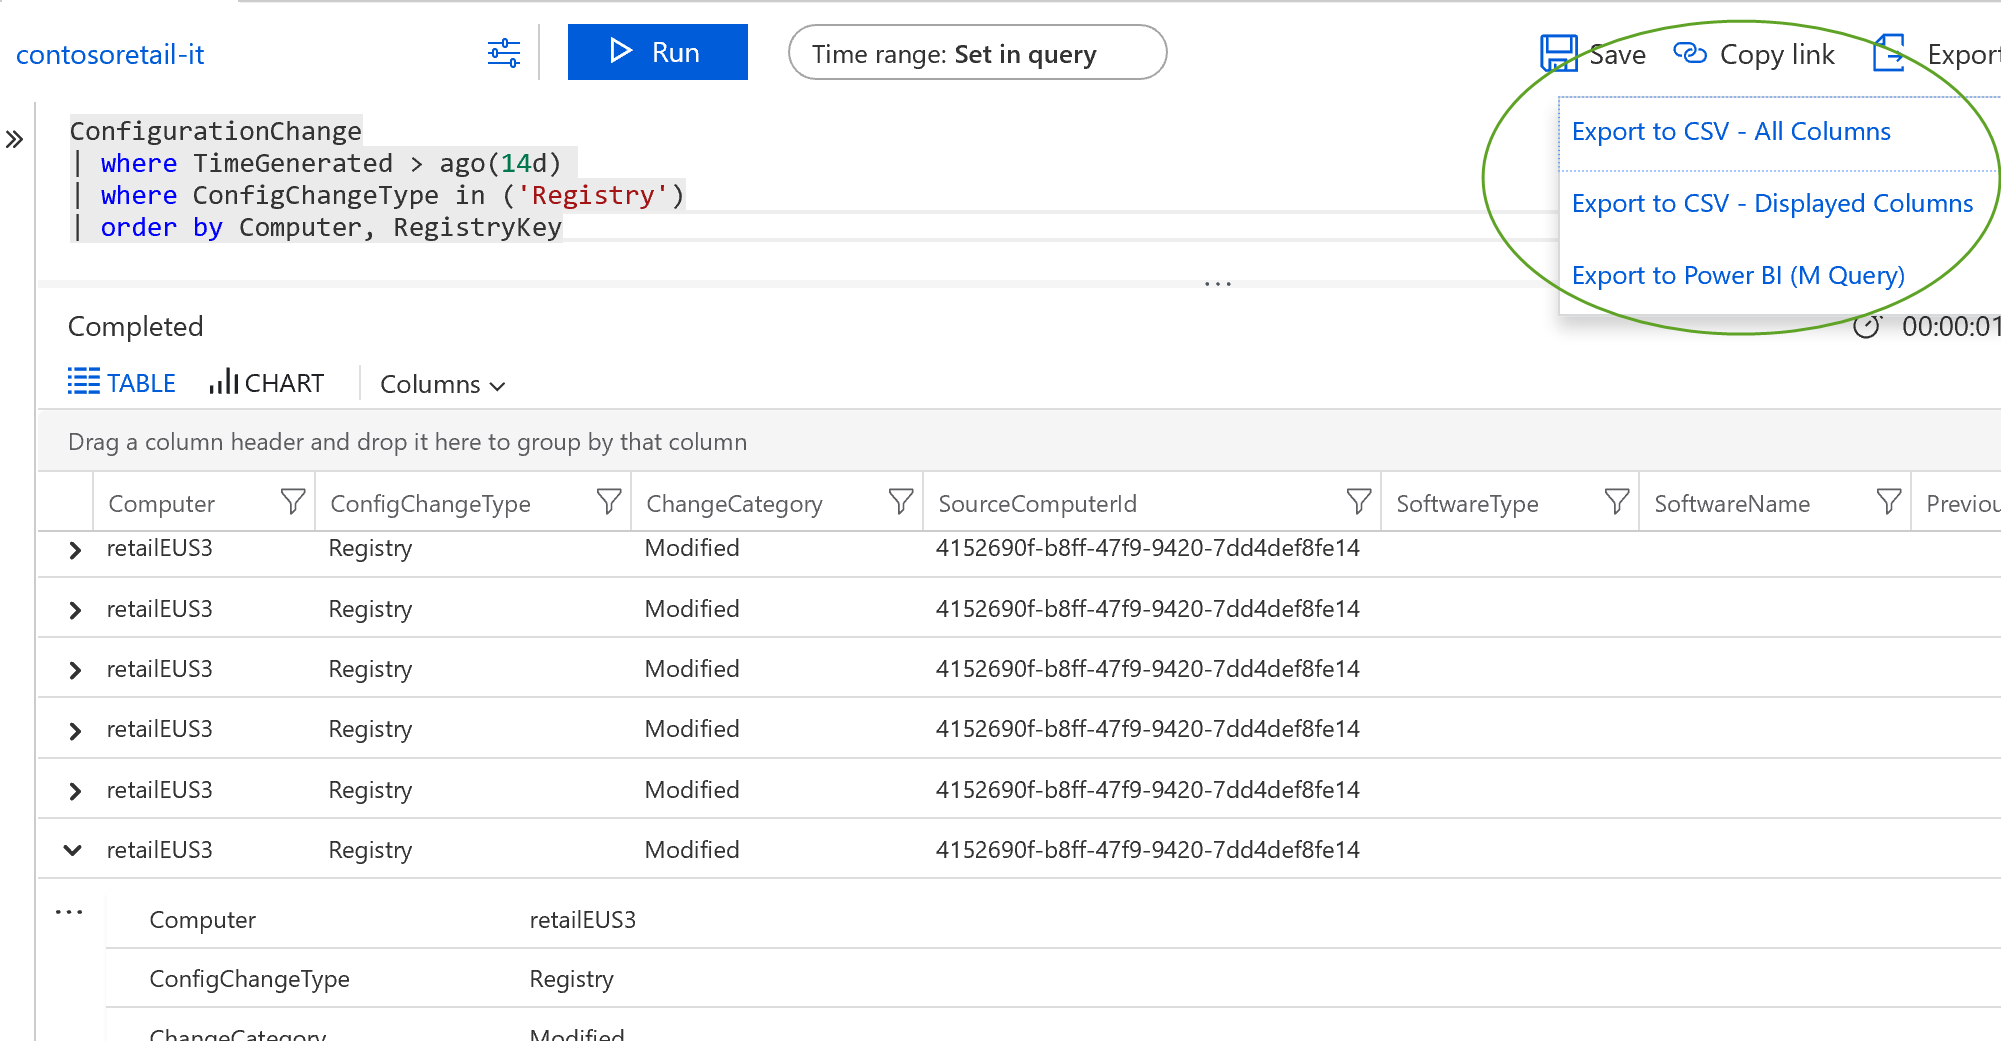 contosoretail-it
Run
Time range: Set in query
Save
Copy link
Export
ConfigurationChange
| where TimeGenerated > ago(14d)
| where ConfigChangeType in ('Registry')
| order by Computer, RegistryKey
Export to CSV - All Columns
Export to CSV - Displayed Columns
Export to Power BI (M Query)
...
Completed
00:00:01
TABLE CHART Columns
Drag a column header and drop it here to group by that column
Computer ConfigChangeType ChangeCategory SourceComputerId SoftwareType SoftwareName Previou
retailEUS3 Registry Modified 4152690f-b8ff-47f9-9420-7dd4def8fe14
retailEUS3 Registry Modified 4152690f-b8ff-47f9-9420-7dd4def8fe14
retailEUS3 Registry Modified 4152690f-b8ff-47f9-9420-7dd4def8fe14
retailEUS3 Registry Modified 4152690f-b8ff-47f9-9420-7dd4def8fe14
retailEUS3 Registry Modified 4152690f-b8ff-47f9-9420-7dd4def8fe14
retailEUS3 Registry Modified 4152690f-b8ff-47f9-9420-7dd4def8fe14
... Computer retailEUS3
ConfigChangeType Registry
ChangeCategory Modified